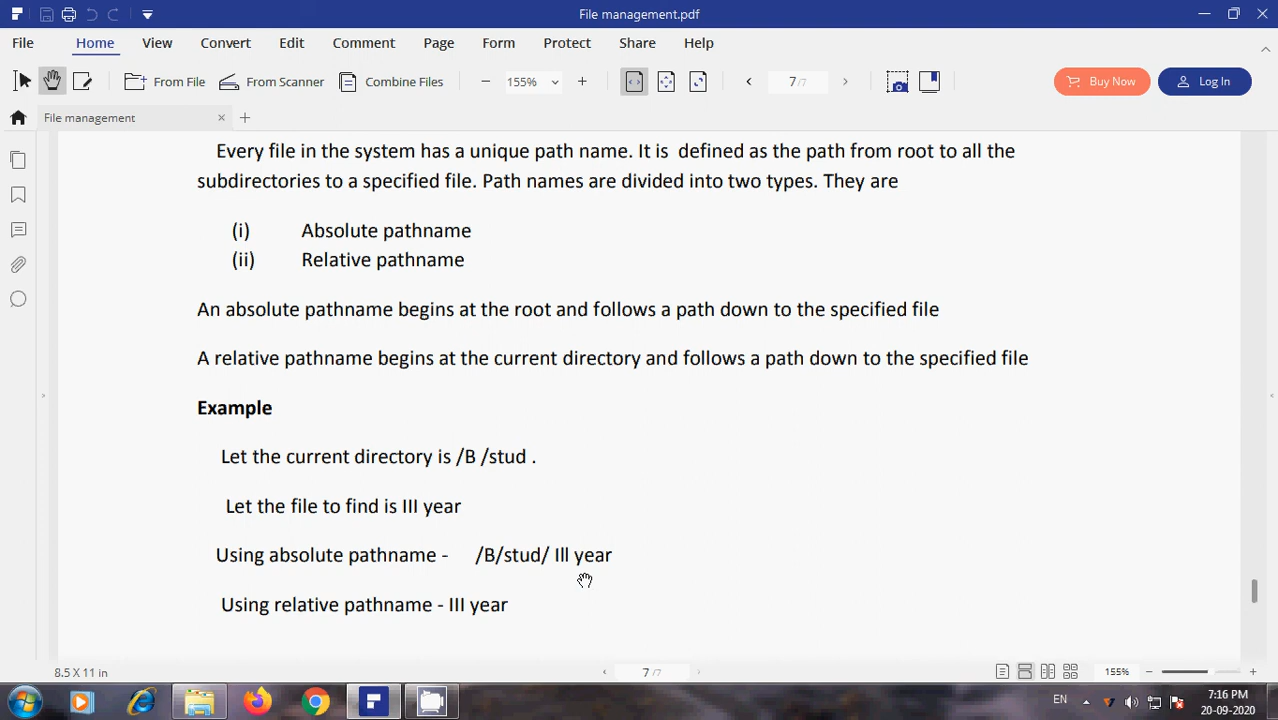 File management.pdf
File Home View Convert Edit Comment Page Form Protect Share Help
From File From Scanner Combine Files 155% 7/7 Buy Now Log In
File management
Every file in the system has a unique path name. It is defined as the path from root to all the
subdirectories to a specified file. Path names are divided into two types. They are
(i) Absolute pathname
(ii) Relative pathname
An absolute pathname begins at the root and follows a path down to the specified file
A relative pathname begins at the current directory and follows a path down to the specified file
Example
Let the current directory is /B /stud .
Let the file to find is III year
Using absolute pathname - /B/stud/ Ill year
Using relative pathname - III year
8.5 X 11 in 7 /7 155%
EN 7:16 PM
20-09-2020